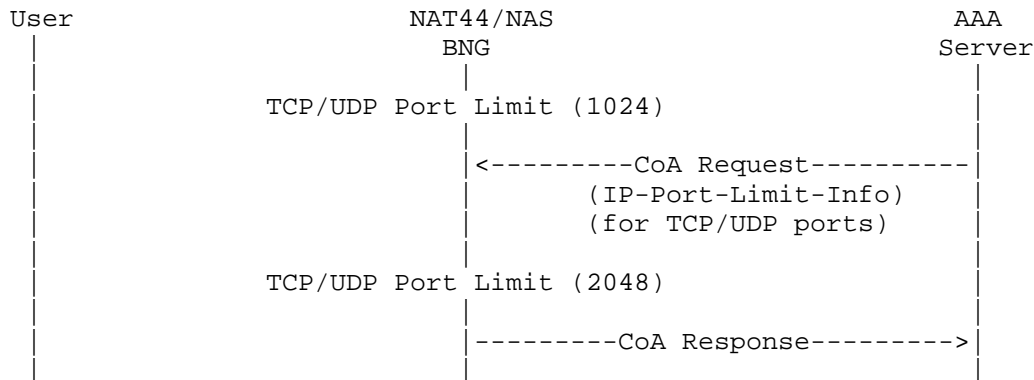 User NAT44/NAS AAA
BNG Server
TCP/UDP Port Limit (1024)
<---------CoA Request----------
(IP-Port-Limit-Info)
(for TCP/UDP ports)
TCP/UDP Port Limit (2048)
---------CoA Response--------->